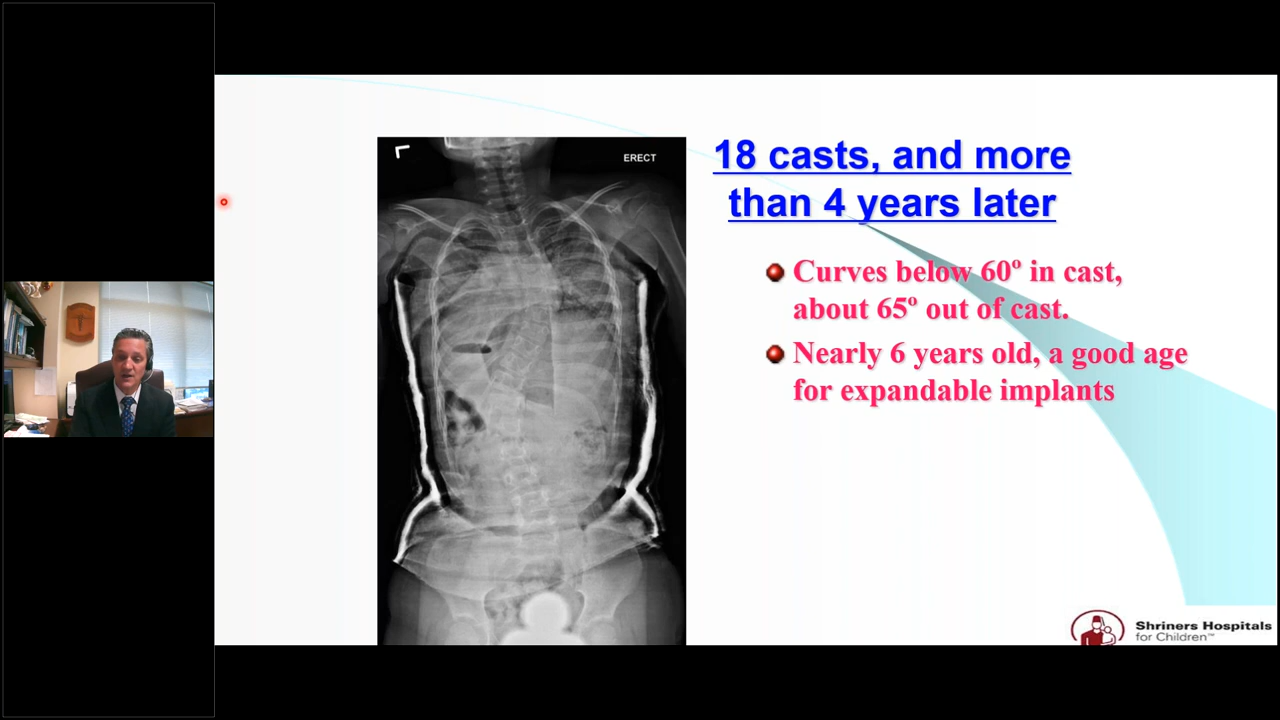 ERECT
18 casts, and more
than 4 years later
Curves below 60º in cast,
about 65º out of cast.
Nearly 6 years old, a good age
for expandable implants
Shriners Hospitals
for Children™